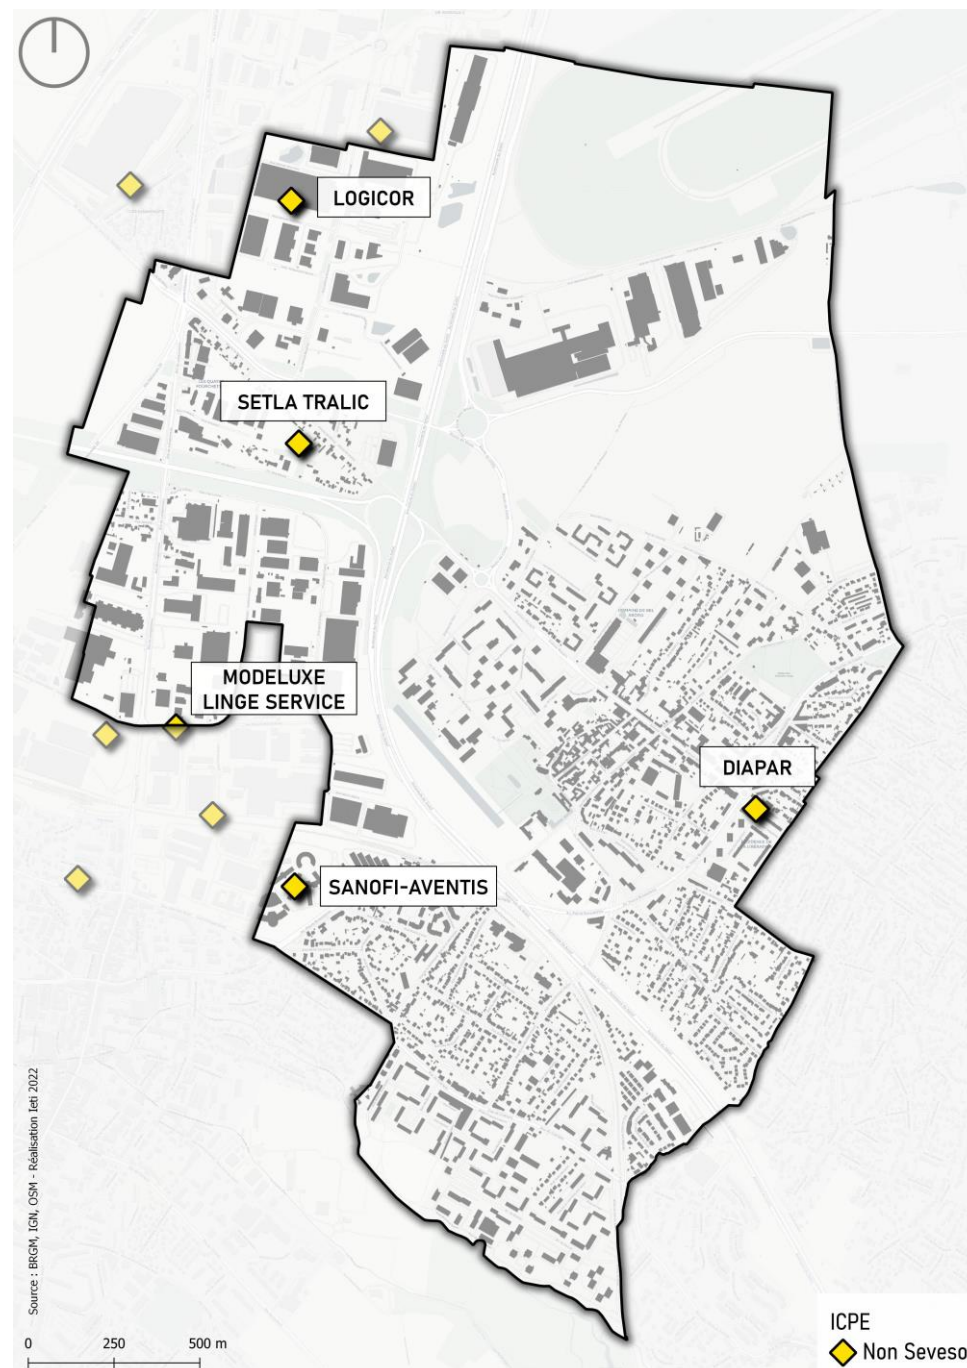 LOGICOR
SETLA TRALIC
MODELUXE
LINGE SERVICE
DIAPAR
SANOFI-AVENTIS
Source : BRGM, IGN, OSM - Réalisation Ieti 2022
0 250 500 m
ICPE
Non Seveso